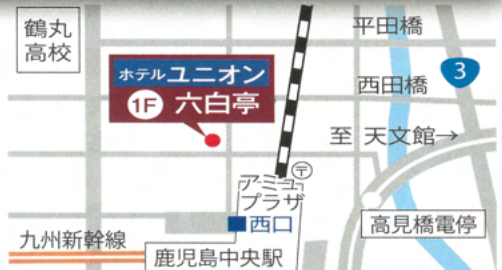 鶴丸
高校
平田橋
ホテル ユニオン
1F 六白亭
西田橋
3
至 天文館→
〒
アミュ
プラザ
西口
高見橋電停
九州新幹線
鹿児島中央駅